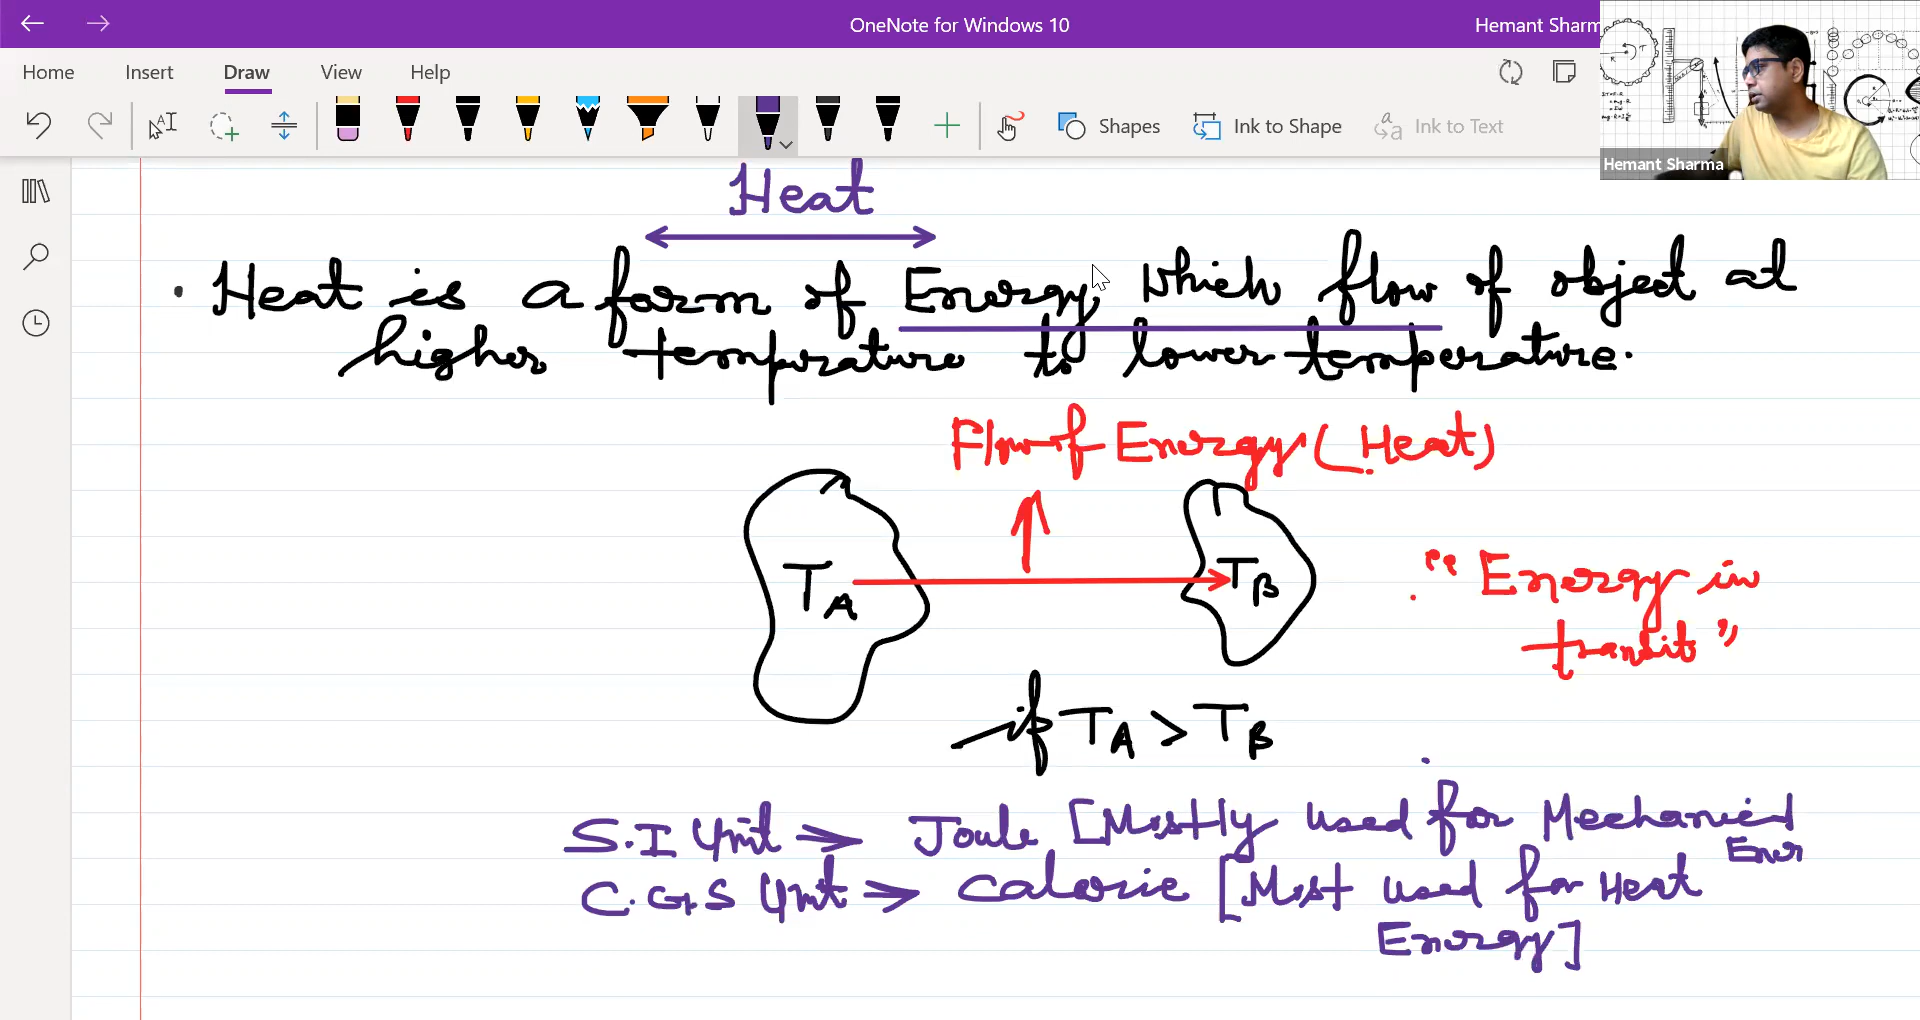 OneNote for Windows 10
Hemant Sharm
Home Insert Draw View Help
Shapes Ink to Shape Ink to Text
Hemant Sharma
Heat
• Heat is a form of Energy, which flow of object at
higher temperature to lower temperature.
Flow of Energy (Heat)
TA
TB
"Energy in
transit"
if TA > TB
S.I Unit → Joule [Mostly used for Mechanical
Ener
C.G.S Unit → Calorie [Most used for Heat
Energy]